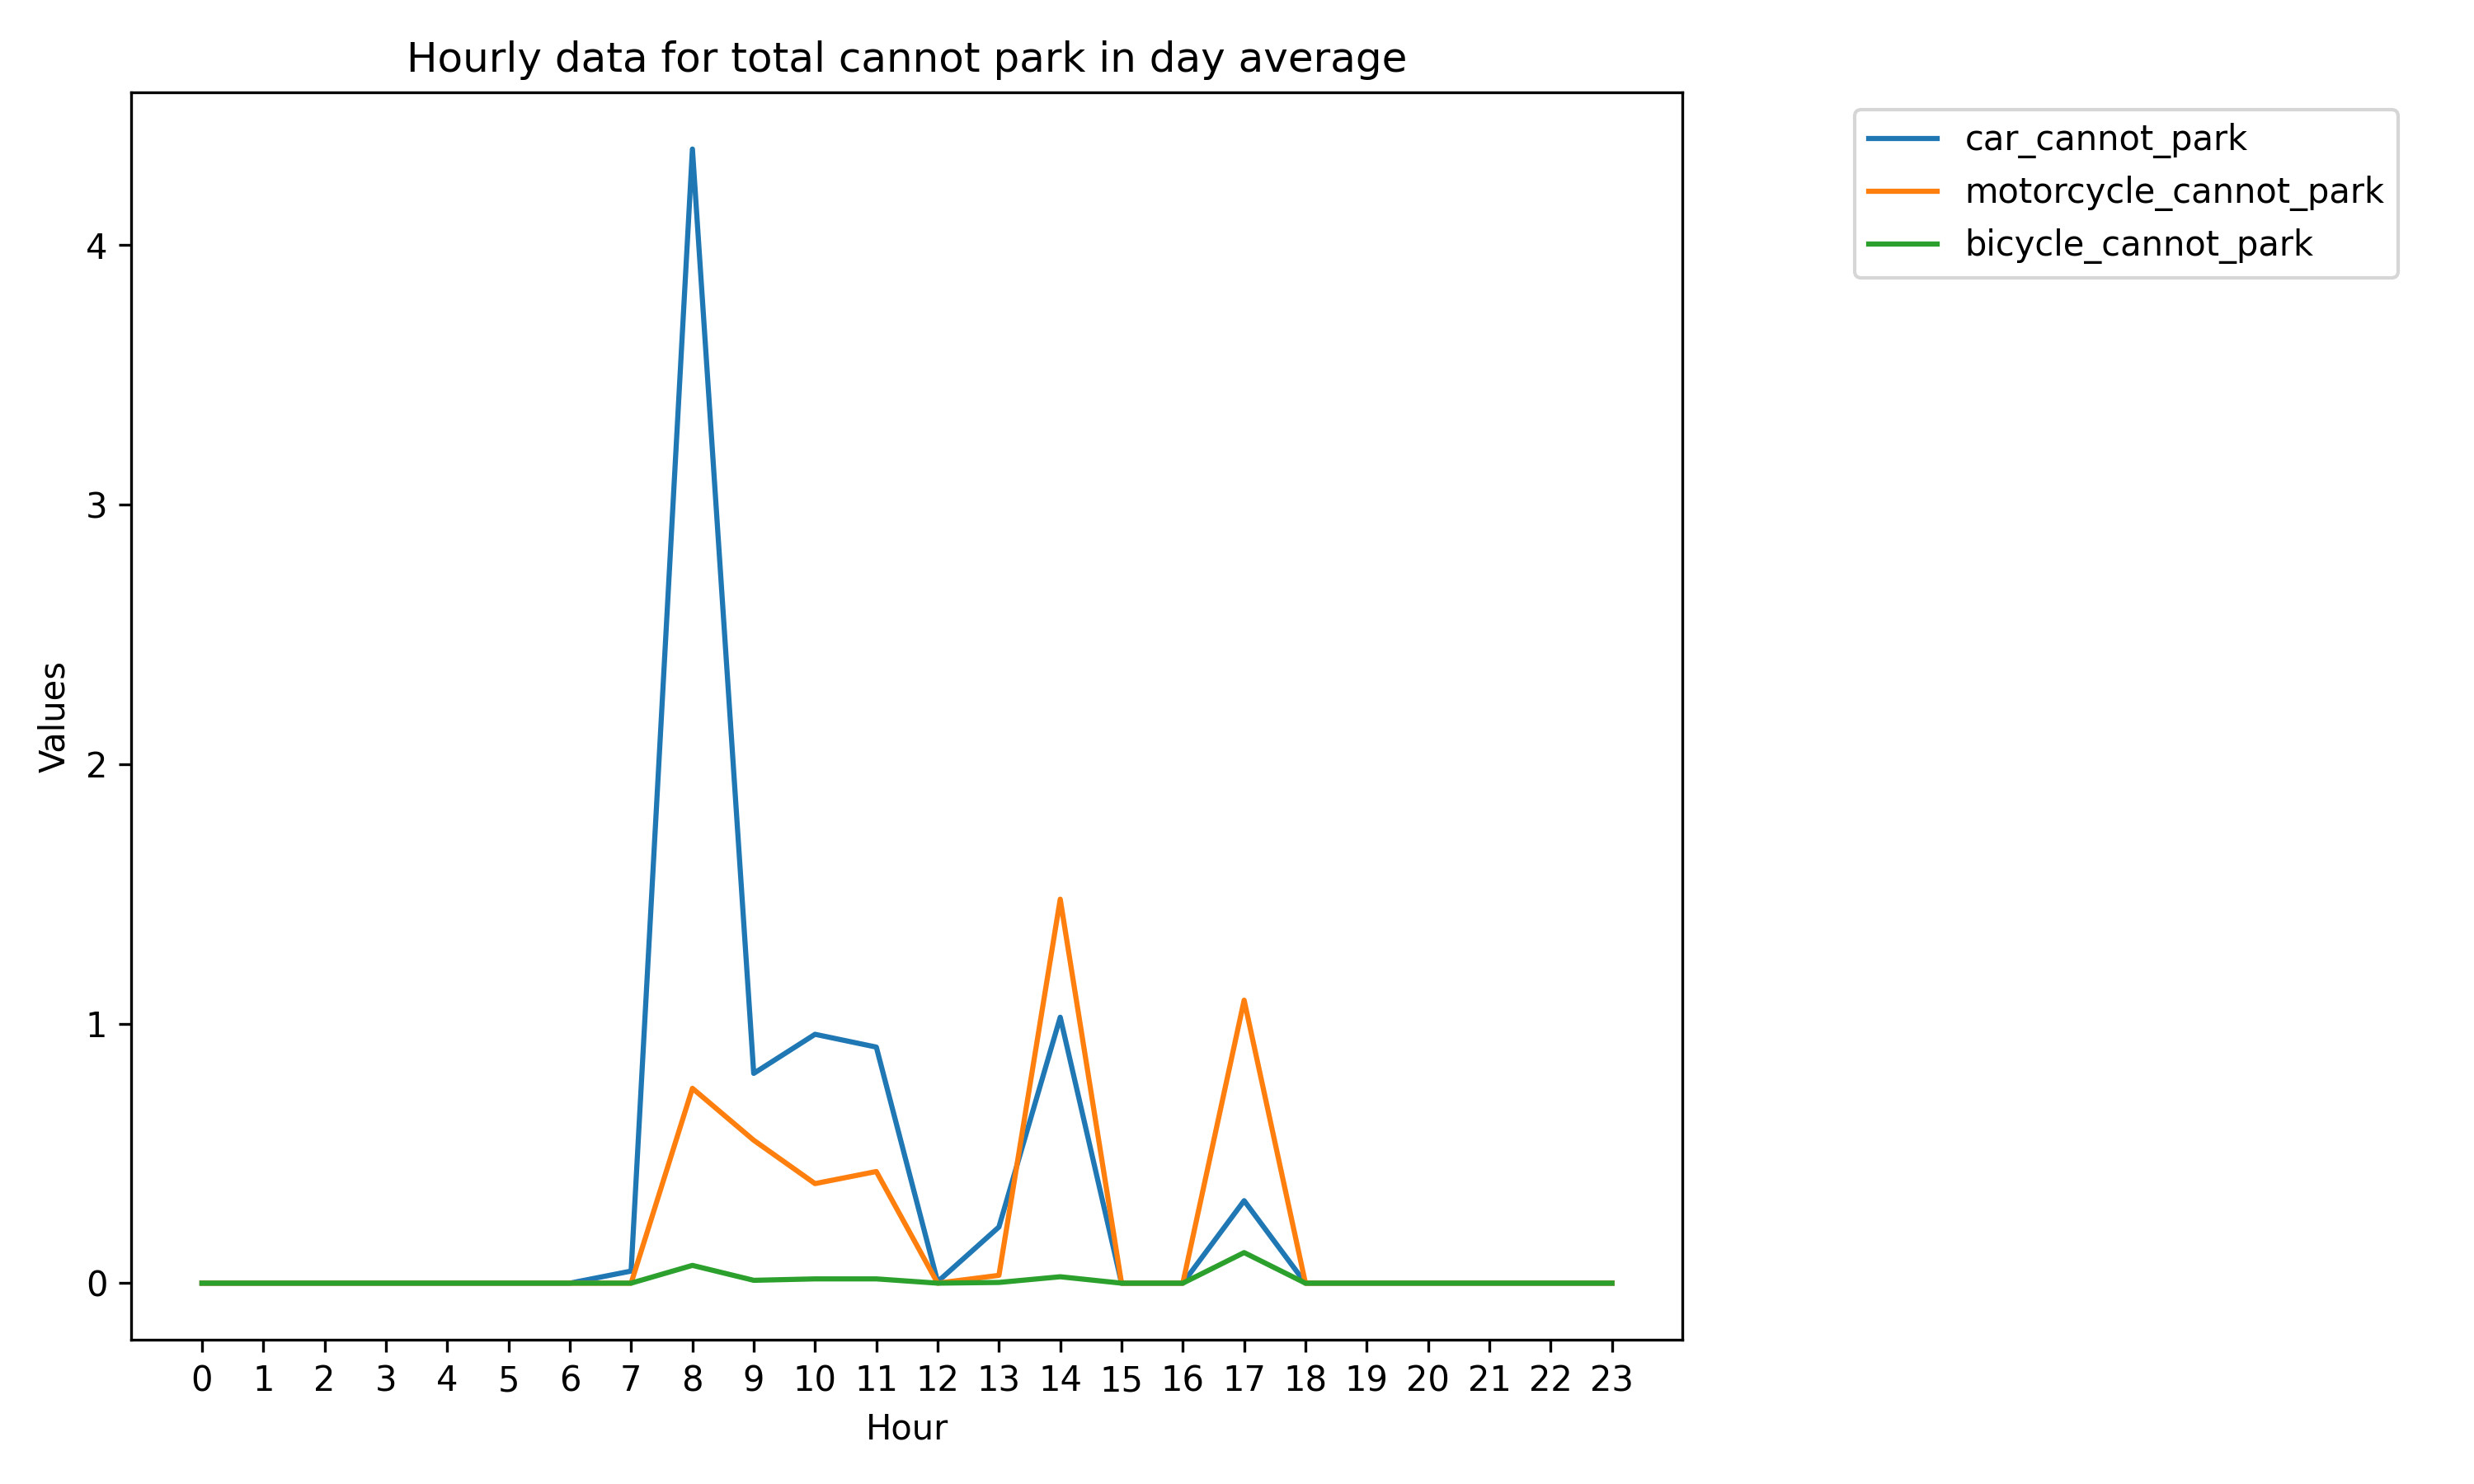 Hourly data for total cannot park in day average
car_cannot_park
motorcycle_cannot_park
bicycle_cannot_park
4
3
2
1
0
Values
0 1 2 3 4 5 6 7 8 9 10 11 12 13 14 15 16 17 18 19 20 21 22 23
Hour